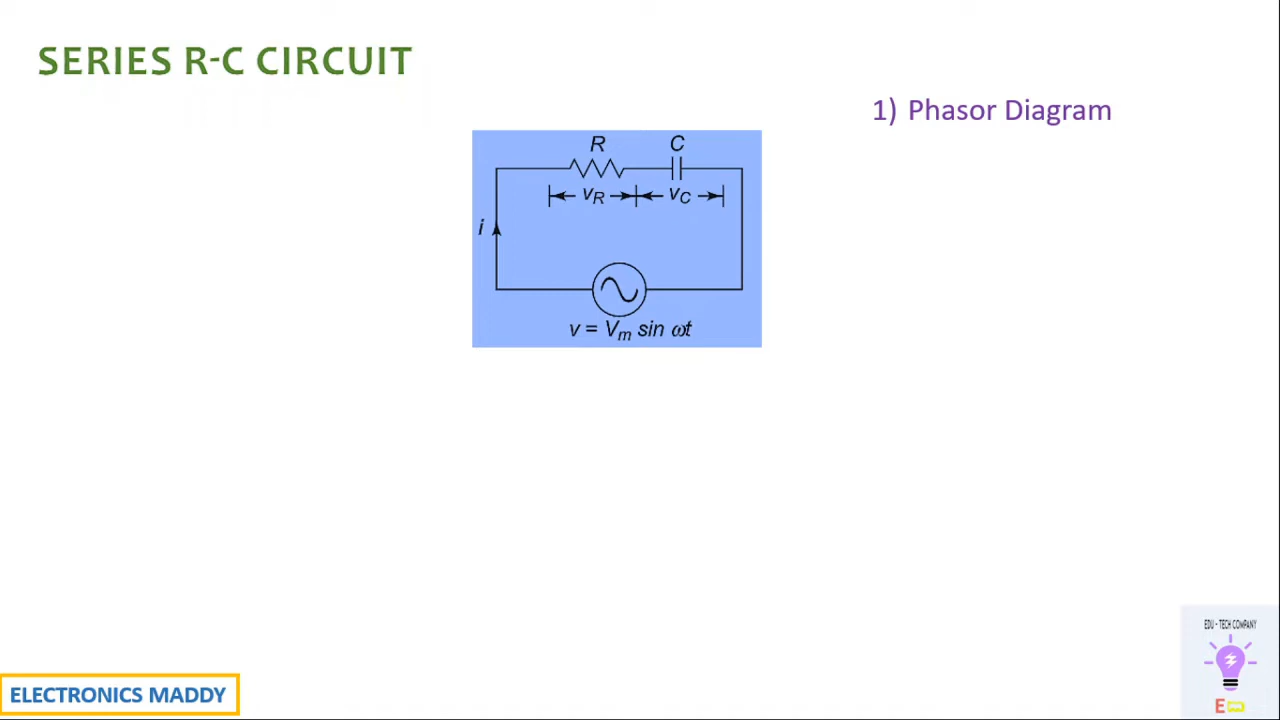 SERIES R-C CIRCUIT
1) Phasor Diagram
R C
vR vC
i
v = Vm sin ωt
EDU - TECH COMPANY
ELECTRONICS MADDY
E